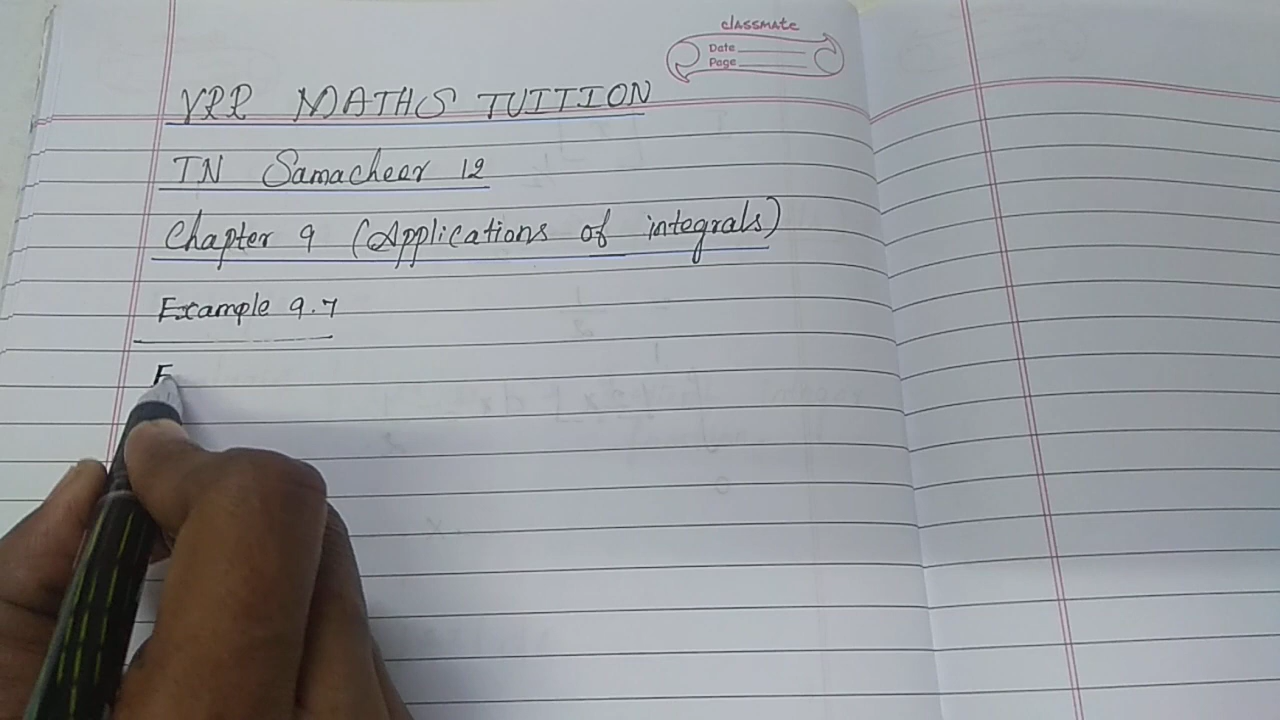 classmate
Date
Page
VRR MATHS TUITION
TN Samacheer 12
Chapter 9 (Applications of integrals)
Example 9.7
E